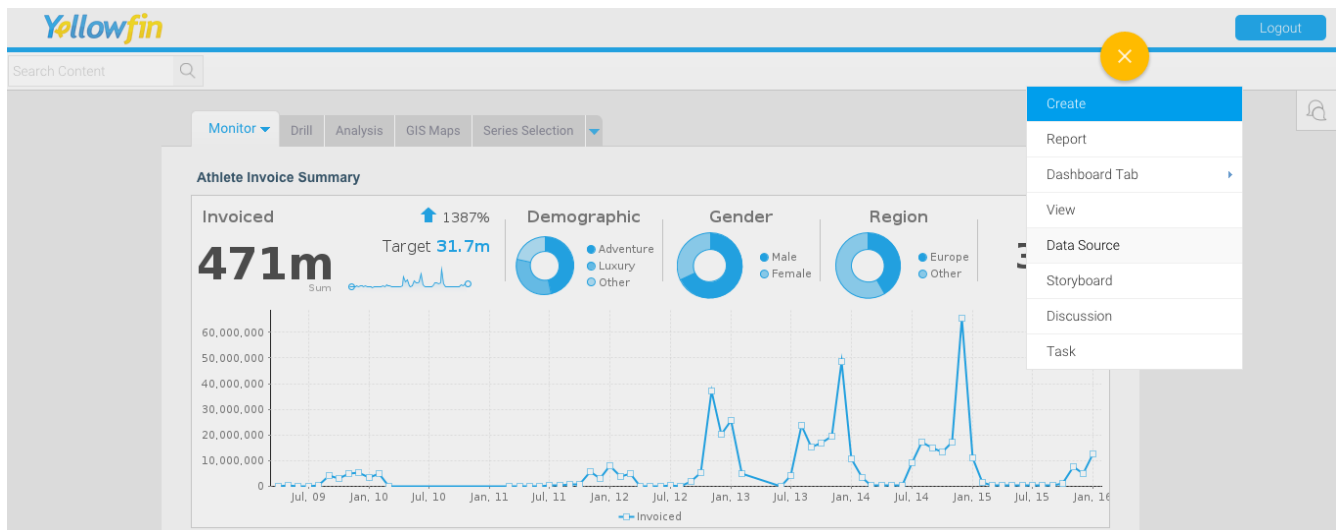 Yellowfin
Logout
Search Content
Create
Report
Dashboard Tab
View
Data Source
Storyboard
Discussion
Task
Monitor Drill Analysis GIS Maps Series Selection
Athlete Invoice Summary
Invoiced
1387%
471m
Sum
Target 31.7m
Demographic
Adventure
Luxury
Other
Gender
Male
Female
Region
Europe
Other
60,000,000
50,000,000
40,000,000
30,000,000
20,000,000
10,000,000
0
Jul, 09 Jan, 10 Jul, 10 Jan, 11 Jul, 11 Jan, 12 Jul, 12 Jan, 13 Jul, 13 Jan, 14 Jul, 14 Jan, 15 Jul, 15 Jan, 16
Invoiced